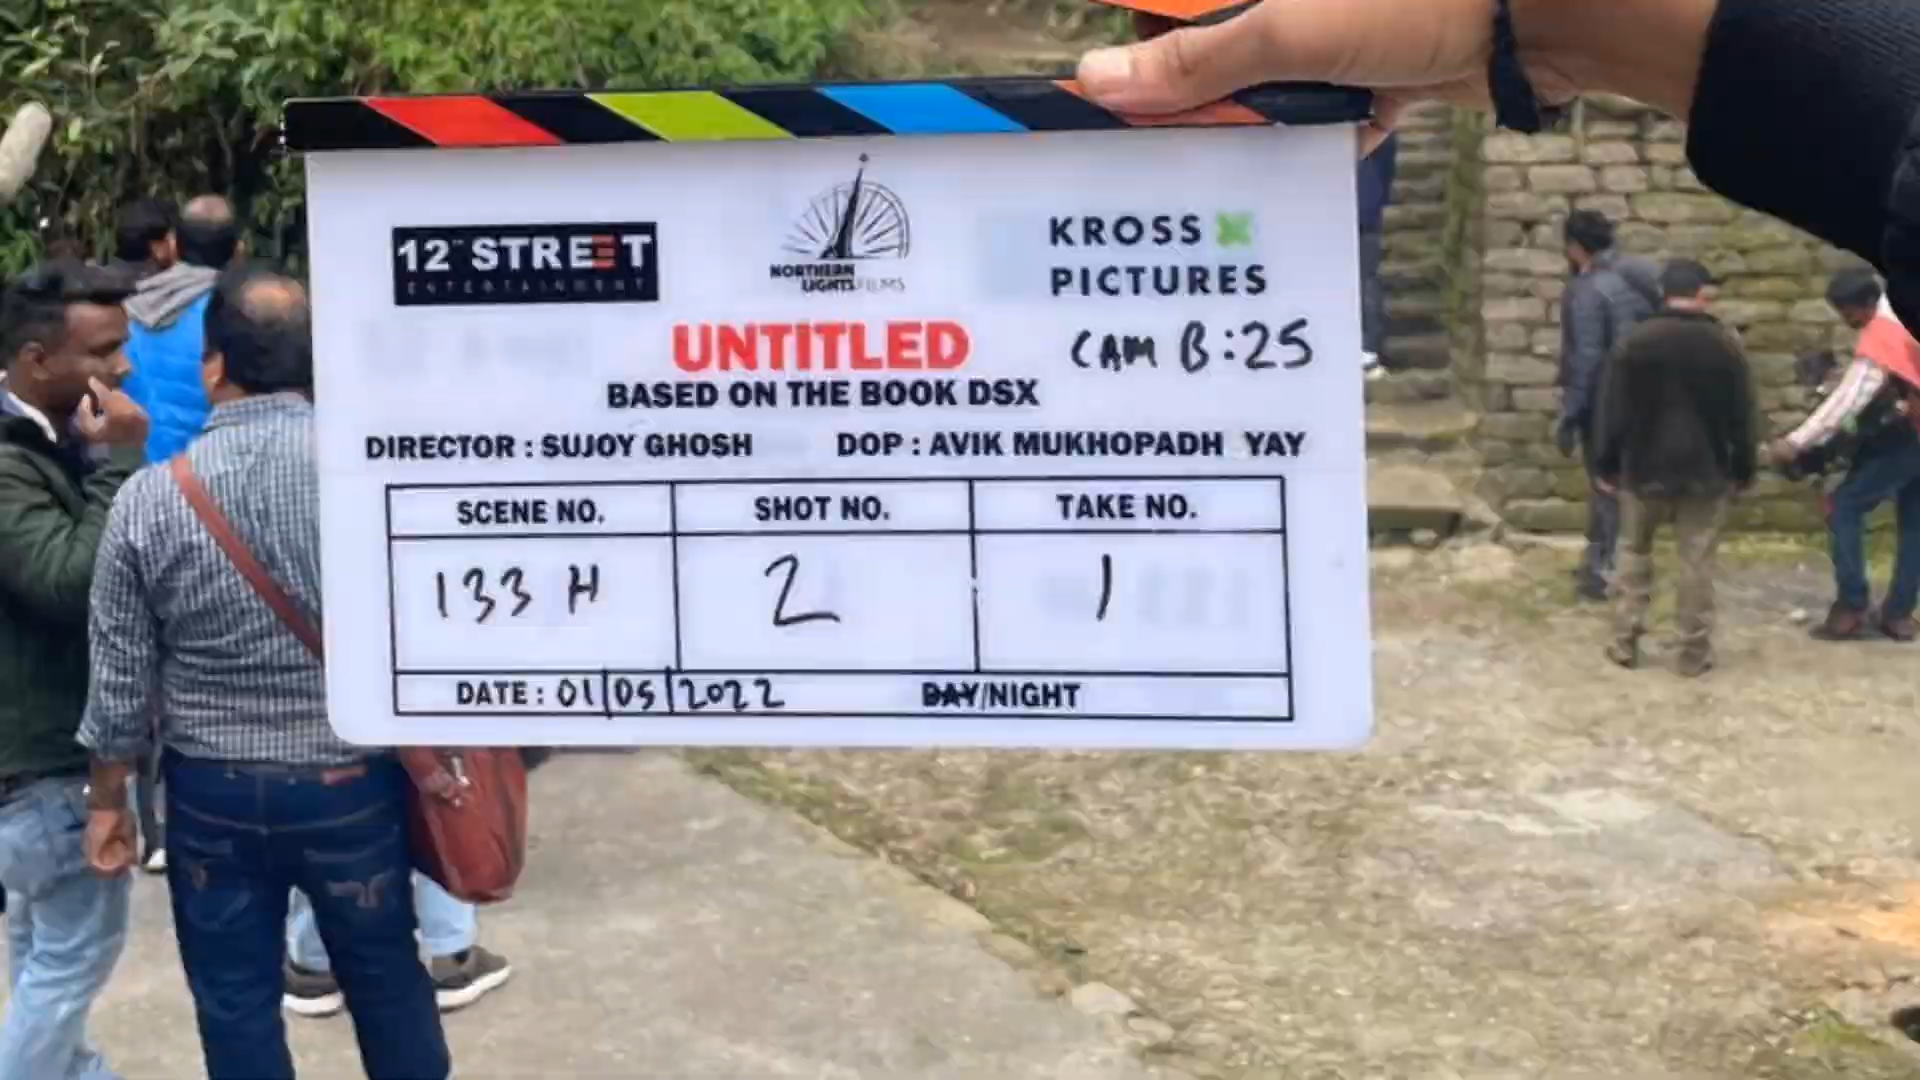 12TH STREET
ENTERTAINMENT
NORTHERN
LIGHTS FILMS
KROSS
PICTURES
UNTITLED
CAM B:25
BASED ON THE BOOK DSX
DIRECTOR : SUJOY GHOSH
DOP : AVIK MUKHOPADH YAY
SCENE NO.
SHOT NO.
TAKE NO.
133 H
2
1
DATE : 01/05/2022
DAY/NIGHT